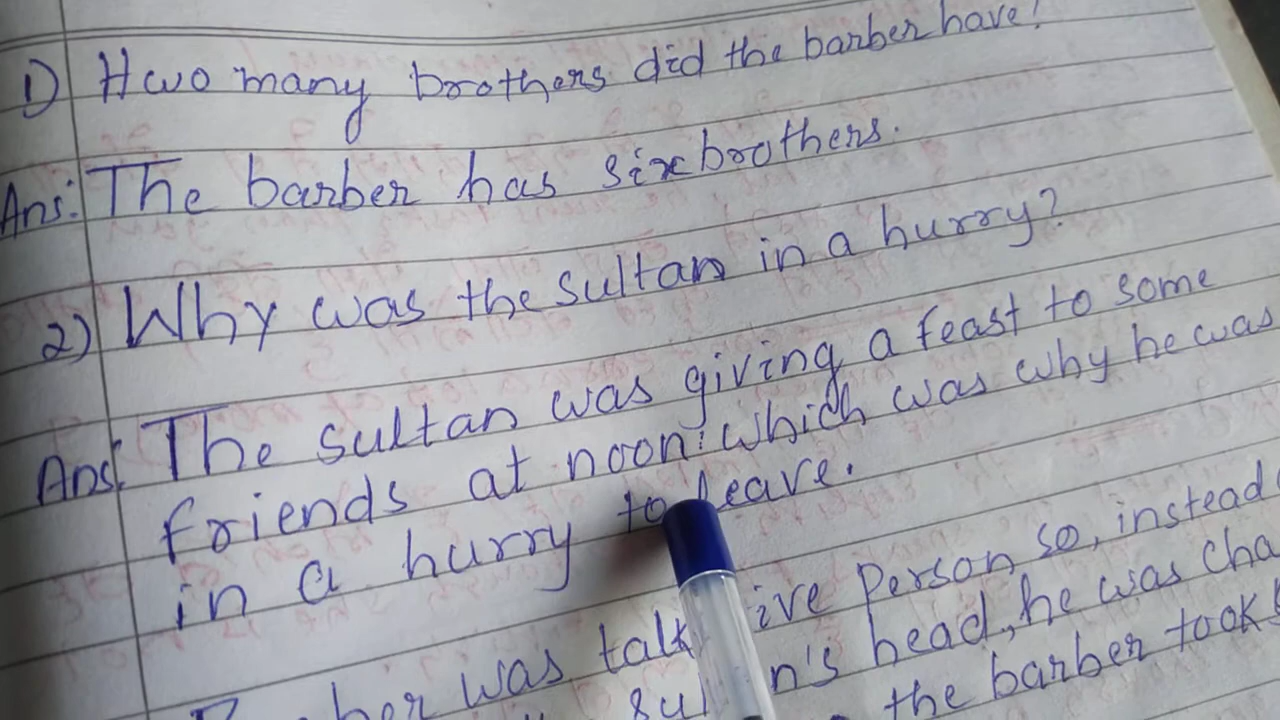 1) Hwo many brothers did the barber have?
Ans: The barber has six brothers.
2) Why was the sultan in a hurry?
Ans: The sultan was giving a feast to some
friends at noon which was why he was
in a hurry to leave.
was talk ive Person so, instead
n's head, he was cha
the barber took